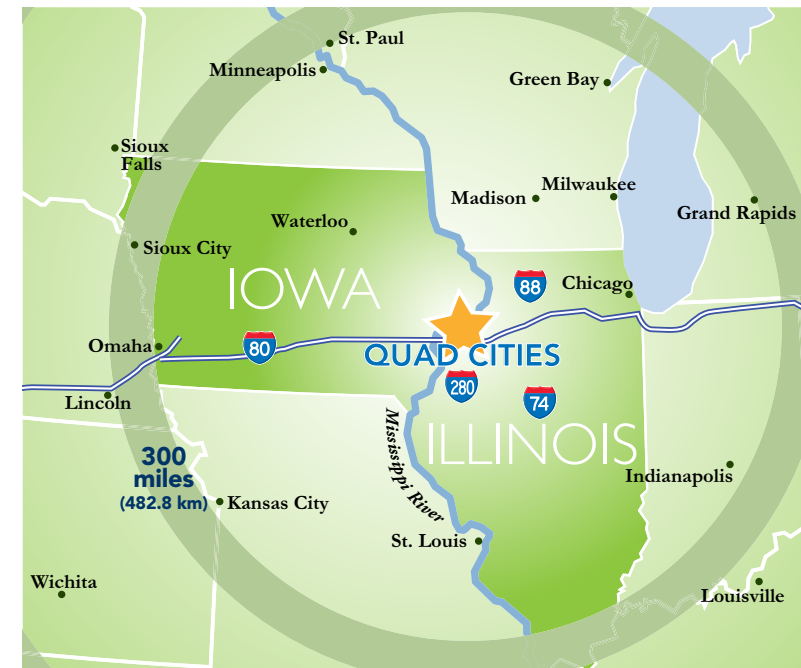 St. Paul
Minneapolis
Green Bay
Sioux
Falls
Madison
Milwaukee
Grand Rapids
Waterloo
Sioux City
IOWA
88
Chicago
Omaha
80
QUAD CITIES
280
74
Lincoln
Mississippi River
ILLINOIS
300
miles
(482.8 km)
Kansas City
Indianapolis
St. Louis
Wichita
Louisville